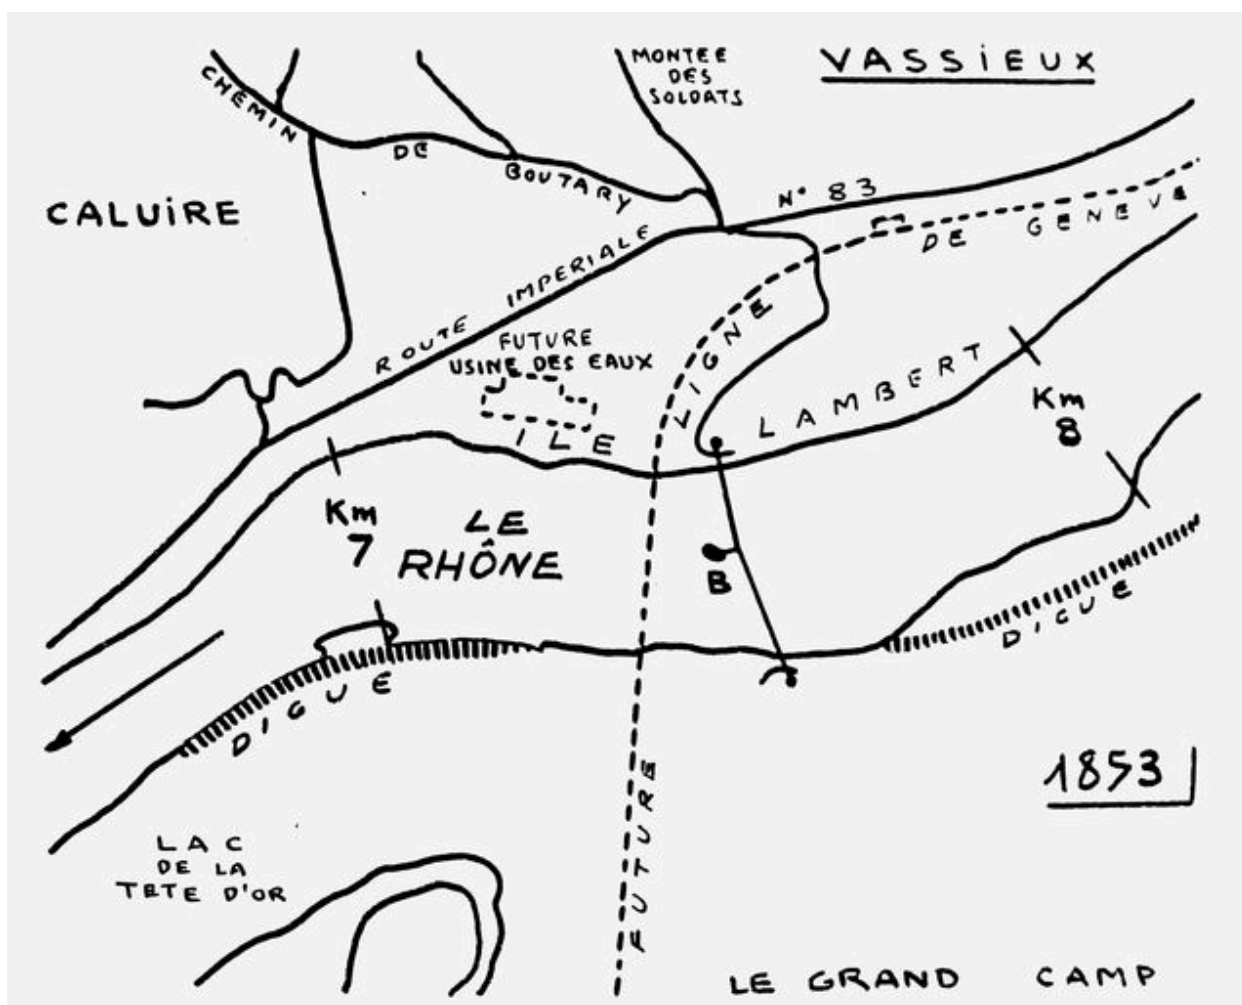 MONTEE
DES
SOLDATS
VASSIEUX
CHEMIN DE BOUTARY
CALUIRE
N° 83
ROUTE IMPERIALE
FUTURE LIGNE DE GENEVE
FUTURE
USINE DES EAUX
ILE LAMBERT
Km
8
Km
7
LE
RHÔNE
B
DIGUE
DIGUE
1853
LAC
DE LA
TETE D'OR
LE GRAND CAMP